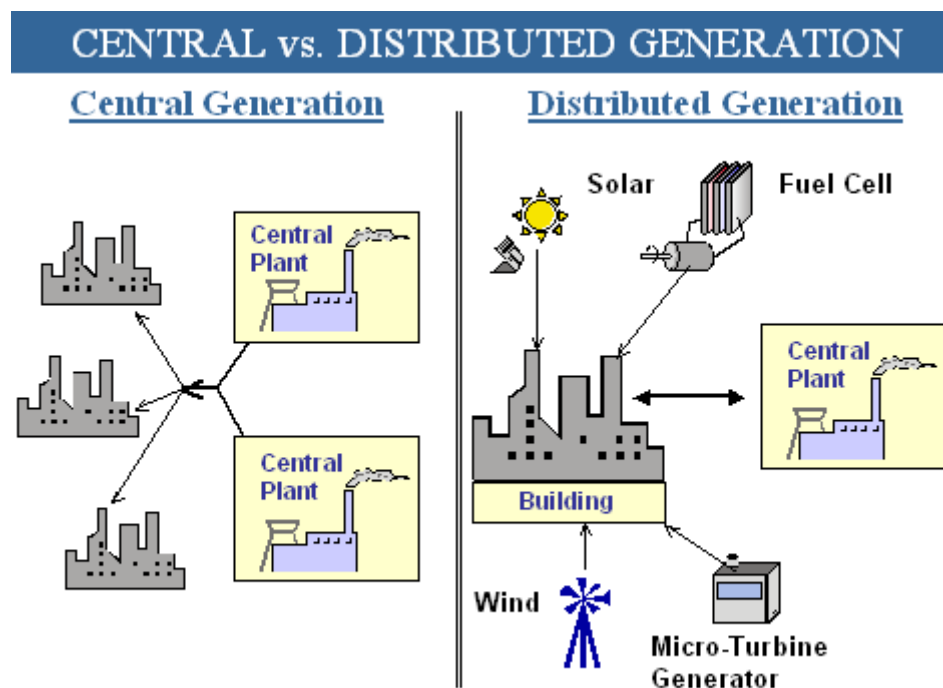 CENTRAL vs. DISTRIBUTED GENERATION
Central Generation
Central
Plant
Central
Plant
Distributed Generation
Solar
Fuel Cell
Central
Plant
Building
Wind
Micro-Turbine
Generator